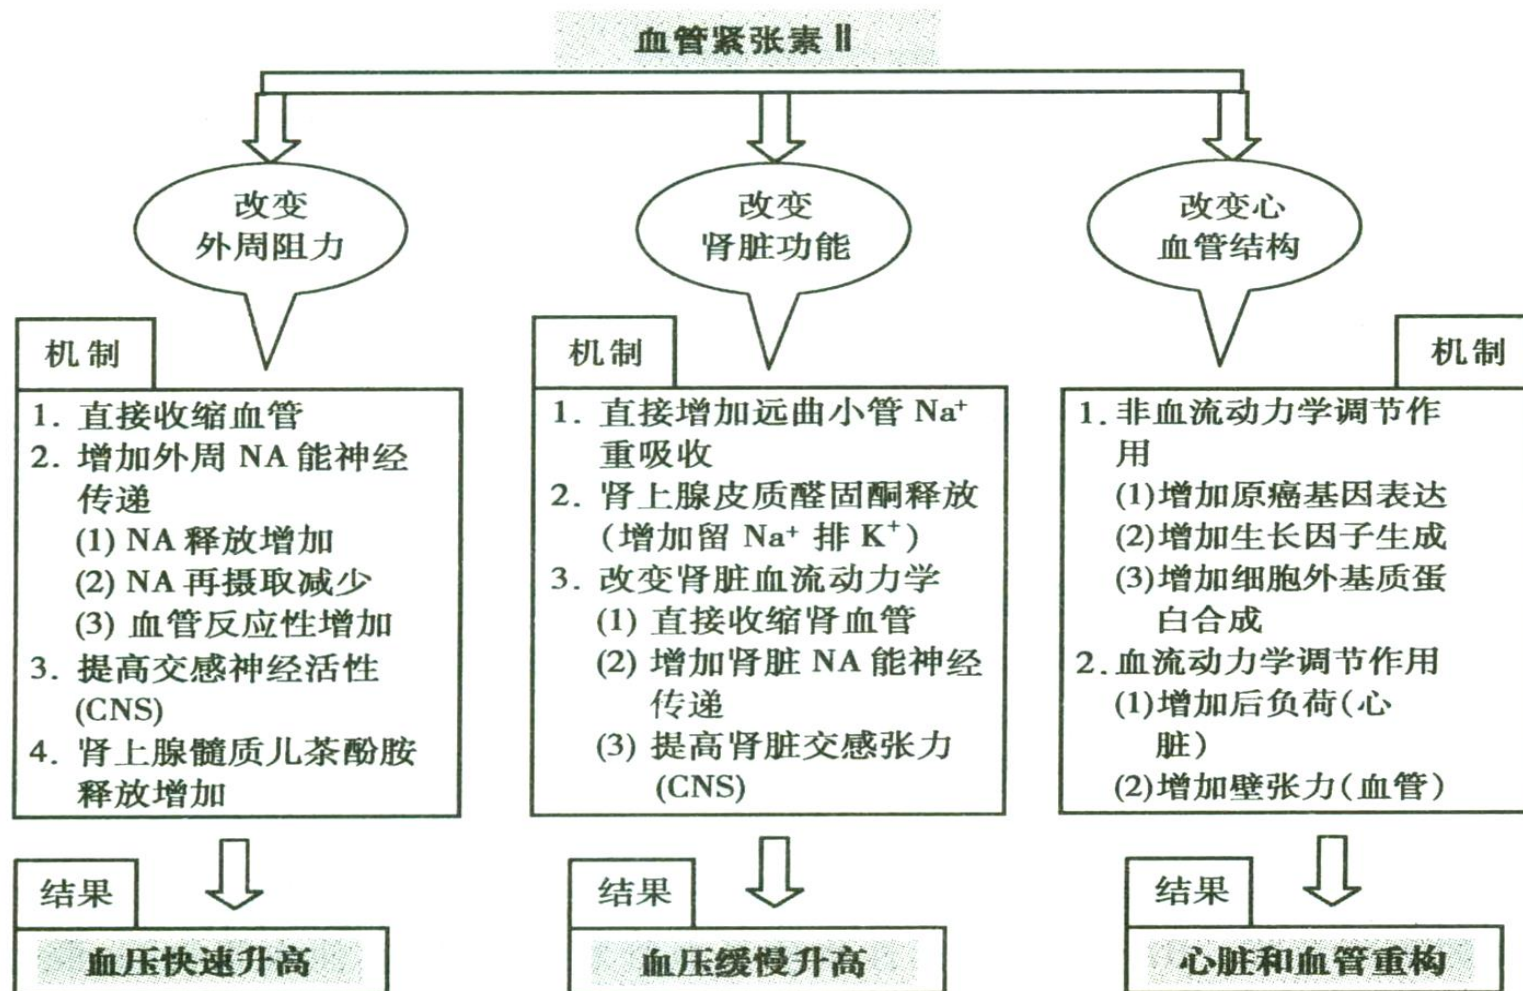 血管紧张素 Ⅱ
改变
外周阻力
机制
1. 直接收缩血管
2. 增加外周 NA 能神经
传递
(1) NA 释放增加
(2) NA 再摄取减少
(3) 血管反应性增加
3. 提高交感神经活性
(CNS)
4. 肾上腺髓质儿茶酚胺
释放增加
结果
血压快速升高
改变
肾脏功能
机制
1. 直接增加远曲小管 Na⁺
重吸收
2. 肾上腺皮质醛固酮释放
(增加留 Na⁺ 排 K⁺)
3. 改变肾脏血流动力学
(1) 直接收缩肾血管
(2) 增加肾脏 NA 能神经
传递
(3) 提高肾脏交感张力
(CNS)
结果
血压缓慢升高
改变心
血管结构
机制
1. 非血流动力学调节作
用
(1)增加原癌基因表达
(2)增加生长因子生成
(3)增加细胞外基质蛋
白合成
2. 血流动力学调节作用
(1)增加后负荷(心
脏)
(2)增加壁张力(血管)
结果
心脏和血管重构